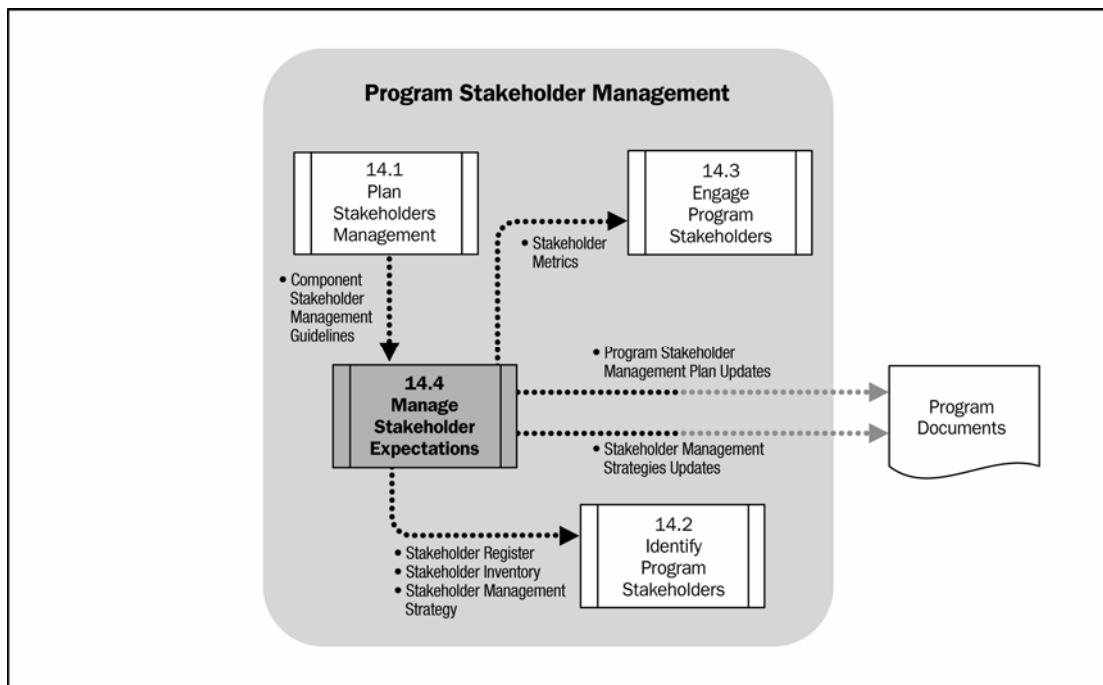 Program Stakeholder Management
14.1
Plan
Stakeholders
Management
14.3
Engage
Program
Stakeholders
• Stakeholder
Metrics
• Component
Stakeholder
Management
Guidelines
• Program Stakeholder
Management Plan Updates
14.4
Manage
Stakeholder
Expectations
Program
Documents
• Stakeholder Management
Strategies Updates
14.2
Identify
Program
Stakeholders
• Stakeholder Register
• Stakeholder Inventory
• Stakeholder Management
Strategy